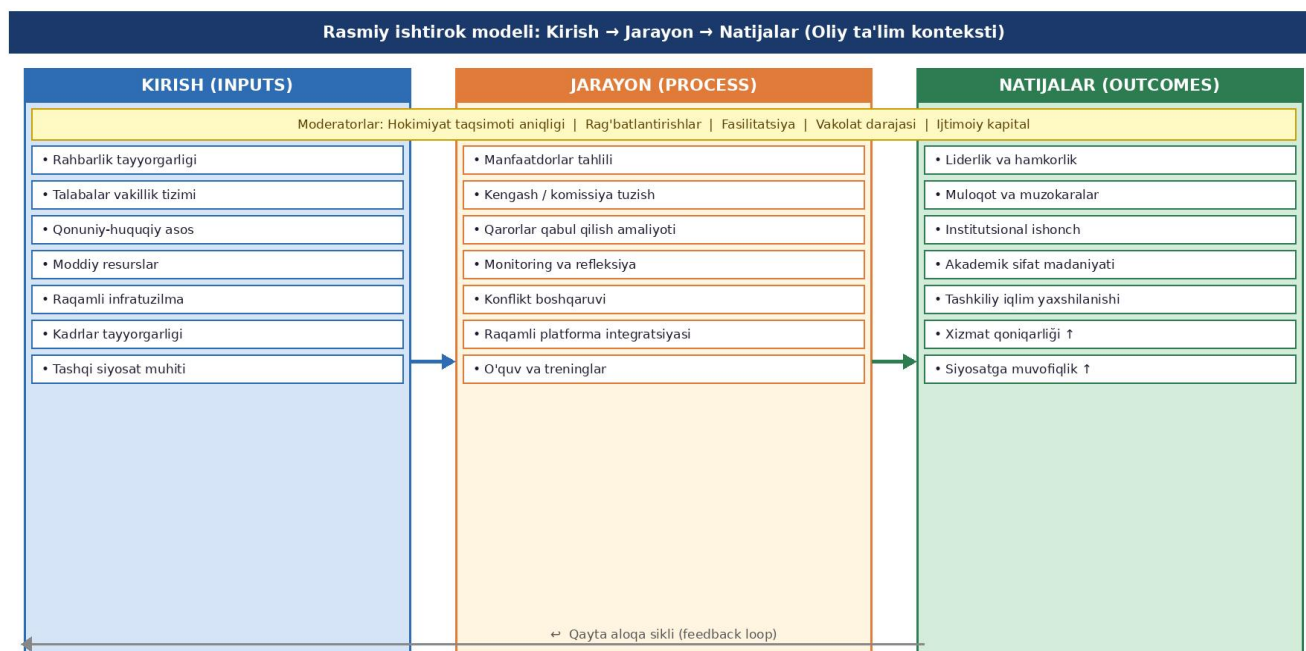 Rasmiy ishtirok modeli: Kirish → Jarayon → Natijalar (Oliy ta'lim konteksti)
KIRISH (INPUTS)
JARAYON (PROCESS)
NATIJALAR (OUTCOMES)
Moderatorlar: Hokimiyat taqsimoti aniqligi | Rag'batlantirishlar | Fasilitatsiya | Vakolat darajasi | Ijtimoiy kapital
• Rahbarlik tayyorgarligi
• Talabalar vakillik tizimi
• Qonuniy-huquqiy asos
• Moddiy resurslar
• Raqamli infratuzilma
• Kadrlar tayyorgarligi
• Tashqi siyosat muhiti
• Manfaatdorlar tahlili
• Kengash / komissiya tuzish
• Qarorlar qabul qilish amaliyoti
• Monitoring va refleksiya
• Konflikt boshqaruvi
• Raqamli platforma integratsiyasi
• O'quv va treninglar
• Liderlik va hamkorlik
• Muloqot va muzokaralar
• Institutsional ishonch
• Akademik sifat madaniyati
• Tashkiliy iqlim yaxshilanishi
• Xizmat qoniqarliği ↑
• Siyosatga muvofiqlik ↑
↩ Qayta aloqa sikli (feedback loop)